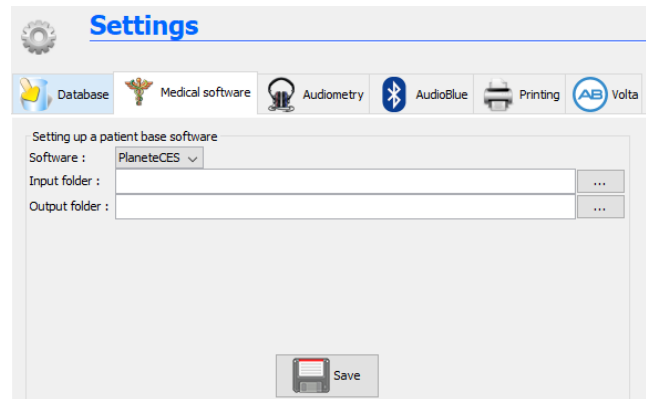 Settings
Database Medical software Audiometry AudioBlue Printing AB Volta
Setting up a patient base software
Software : PlaneteCES
Input folder : ...
Output folder : ...
Save